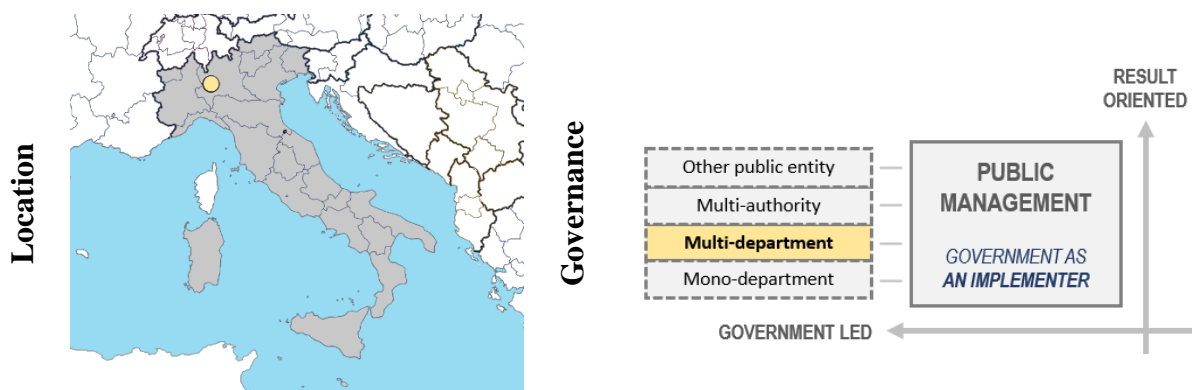 Location
Governance
RESULT
ORIENTED
Other public entity
Multi-authority
Multi-department
Mono-department
PUBLIC
MANAGEMENT
GOVERNMENT AS
AN IMPLEMENTER
GOVERNMENT LED